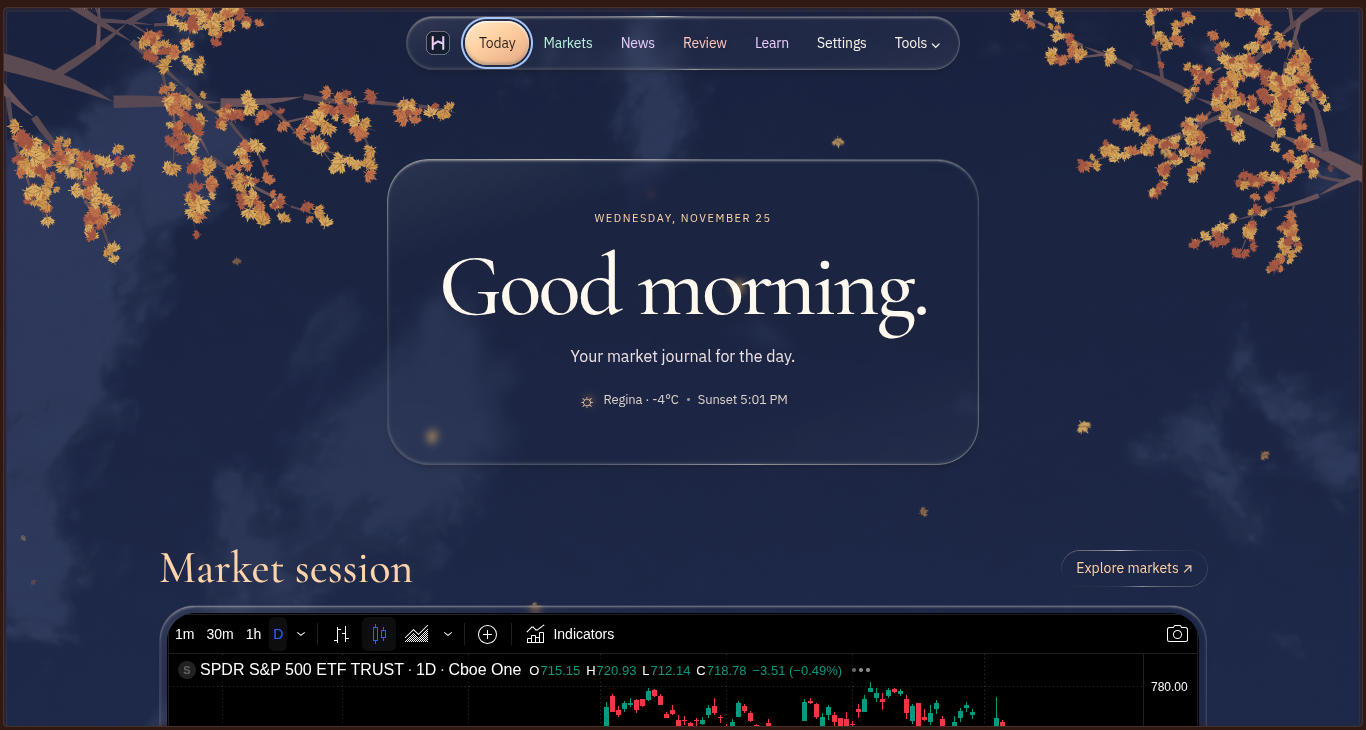 H Today Markets News Review Learn Settings Tools
WEDNESDAY, NOVEMBER 25
Good morning.
Your market journal for the day.
Regina · -4°C • Sunset 5:01 PM
Market session
Explore markets ↗
1m 30m 1h D Indicators
S SPDR S&P 500 ETF TRUST · 1D · Cboe One O715.15 H720.93 L712.14 C718.78 −3.51 (−0.49%)
780.00